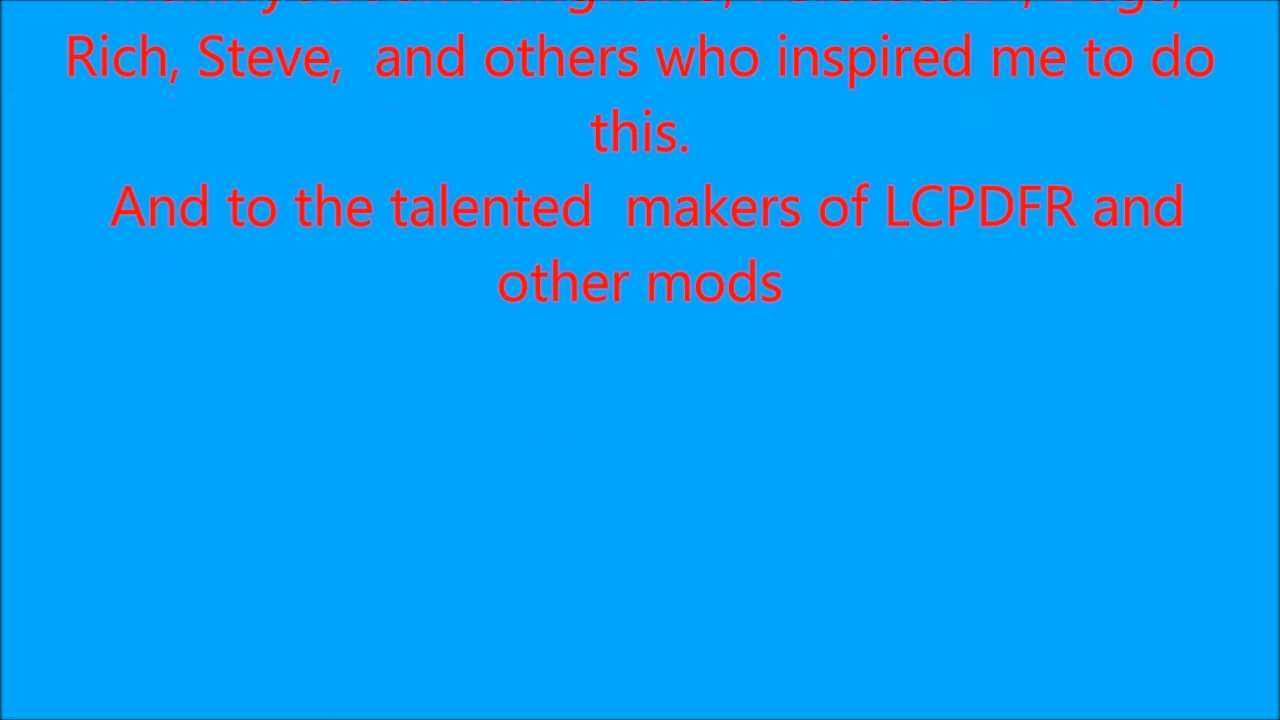 Rich, Steve,  and others who inspired me to do
this.
And to the talented  makers of LCPDFR and
other mods